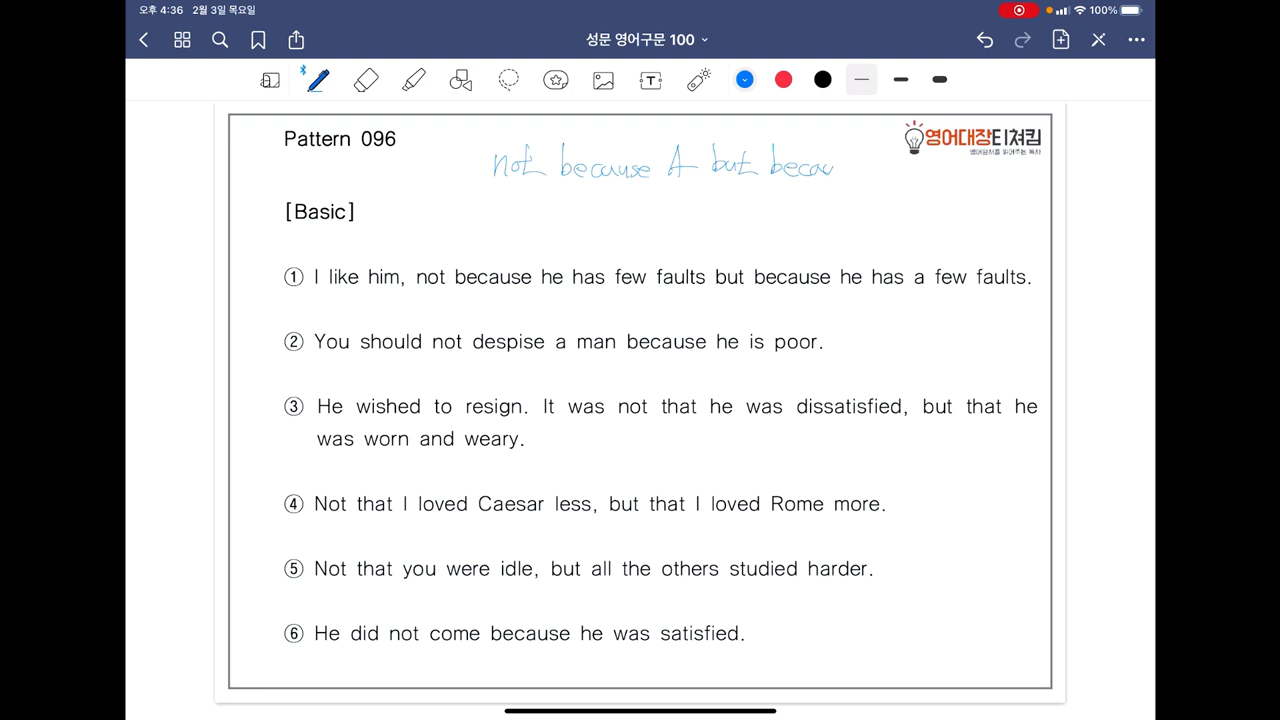 오후 4:36 2월 3일 목요일
100%
성문 영어구문 100
T
Pattern 096
영어대장티쳐킴
not because A but becau
[Basic]
① I like him, not because he has few faults but because he has a few faults.
② You should not despise a man because he is poor.
③ He wished to resign. It was not that he was dissatisfied, but that he
was worn and weary.
④ Not that I loved Caesar less, but that I loved Rome more.
⑤ Not that you were idle, but all the others studied harder.
⑥ He did not come because he was satisfied.